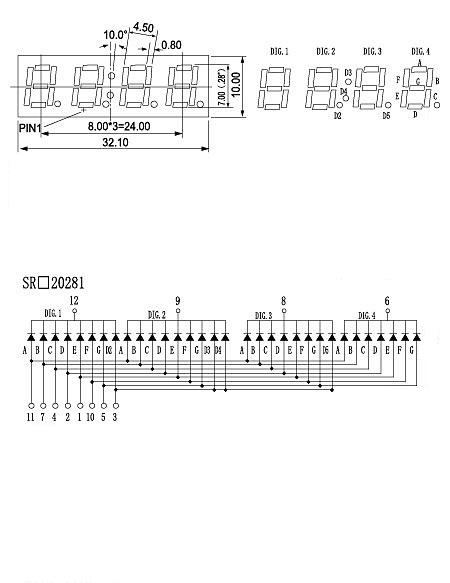 4.50
10.0°
0.80
7.00(.28")
10.00
PIN1
8.00*3=24.00
32.10
DIG.1 DIG.2 DIG.3 DIG.4
A
F G B
E C
D
D3
D4
D2 D5
SR□20281
12 9 8 6
DIG.1 DIG.2 DIG.3 DIG.4
A B C D E F G D2 A B C D E F G D3 D4 A B C D E F G D5 A B C D E F G
11 7 4 2 1 10 5 3